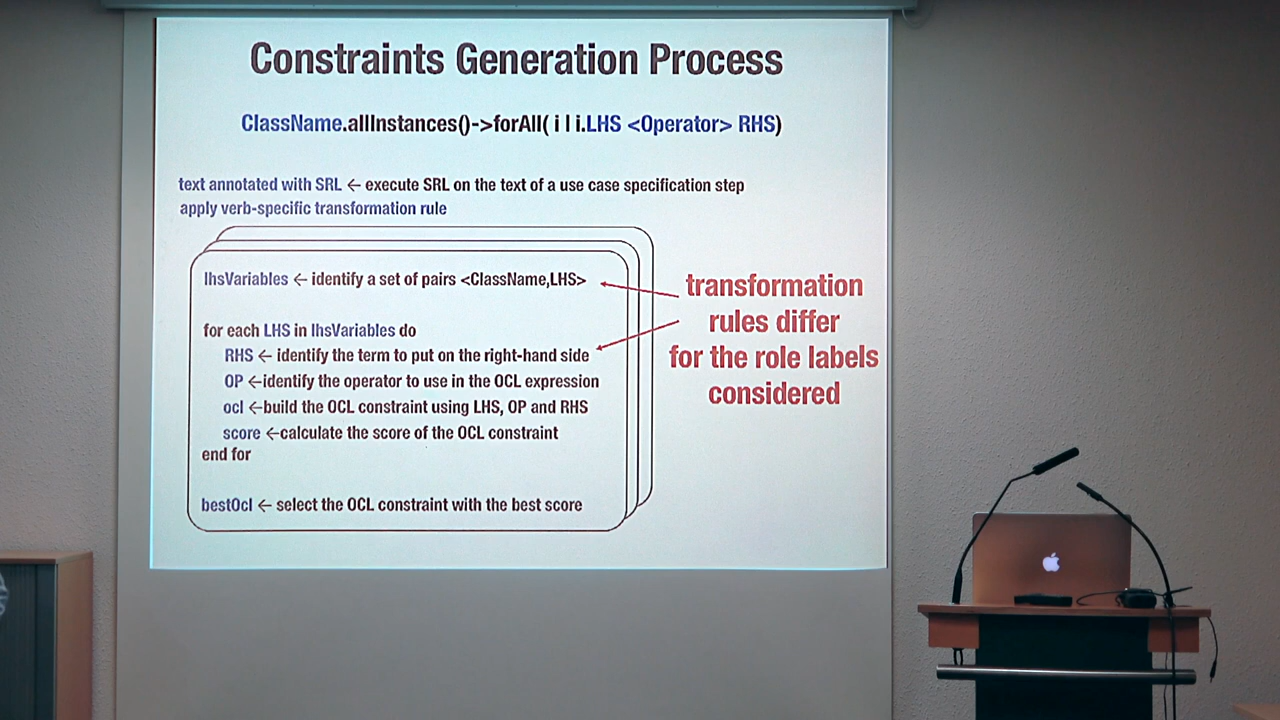 Constraints Generation Process
ClassName.allInstances()->forAll( i | i.LHS <Operator> RHS)
text annotated with SRL ← execute SRL on the text of a use case specification step
apply verb-specific transformation rule
lhsVariables ← identify a set of pairs <ClassName,LHS>
for each LHS in lhsVariables do
RHS ← identify the term to put on the right-hand side
OP ←identify the operator to use in the OCL expression
ocl ←build the OCL constraint using LHS, OP and RHS
score ←calculate the score of the OCL constraint
end for
bestOcl ← select the OCL constraint with the best score
transformation
rules differ
for the role labels
considered